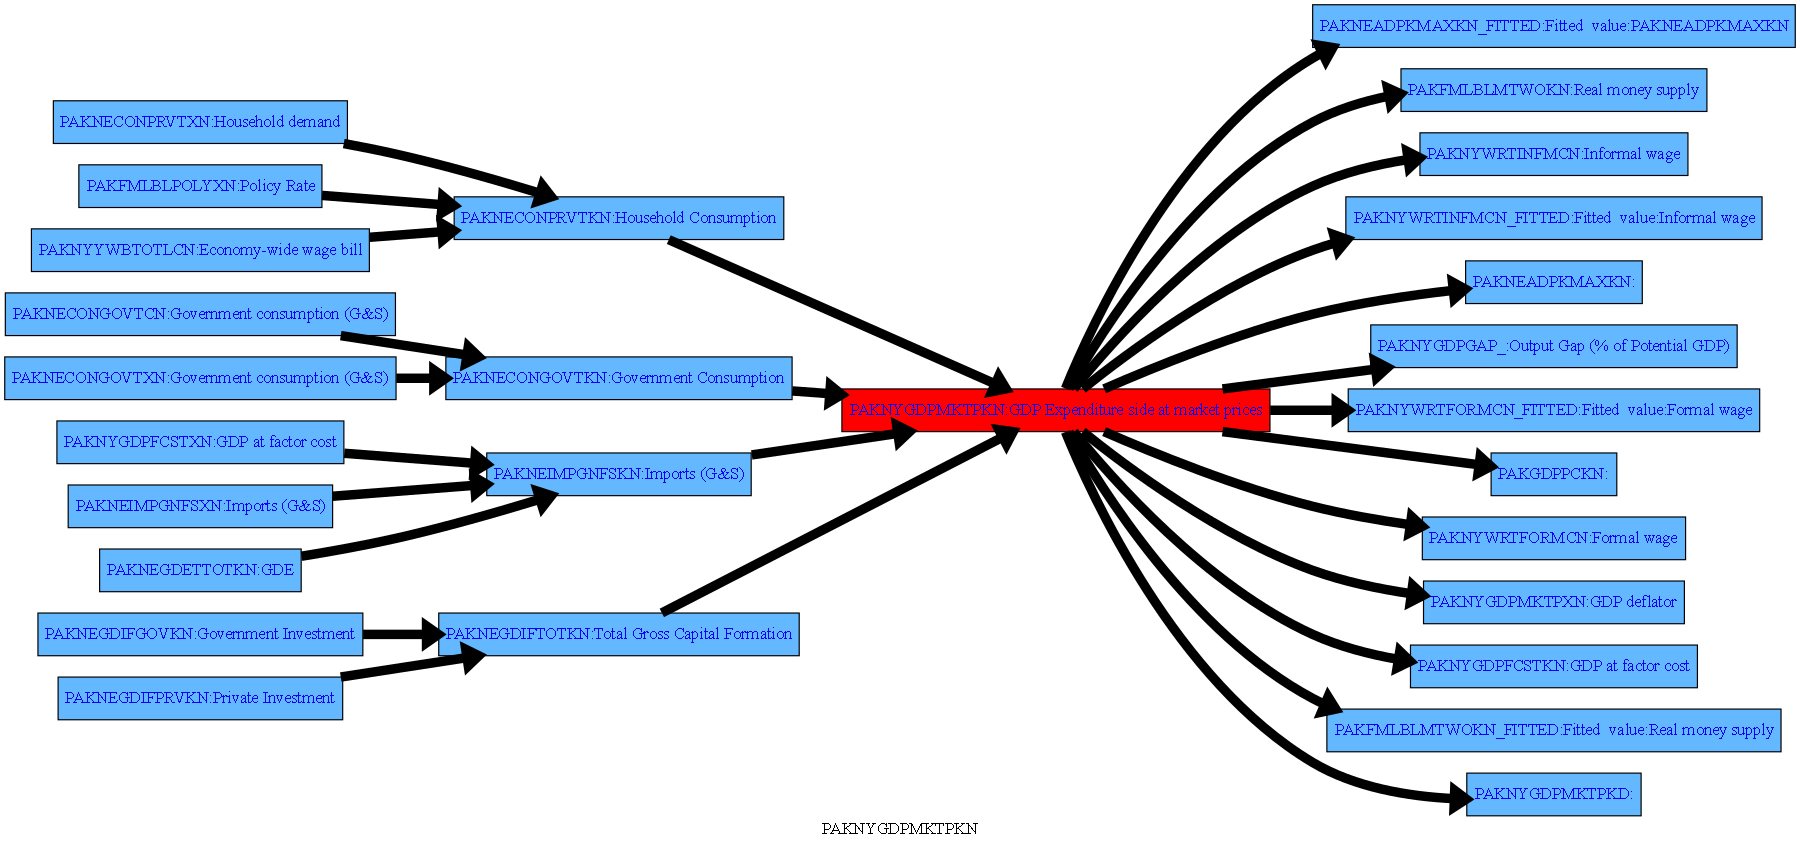 PAKNECONPRVTXN:Household demand
PAKFMLBLPOLYXN:Policy Rate
PAKNYYWBTOTLCN:Economy-wide wage bill
PAKNECONGOVTCN:Government consumption (G&S)
PAKNECONGOVTXN:Government consumption (G&S)
PAKNYGDPFCSTXN:GDP at factor cost
PAKNEIMPGNFSXN:Imports (G&S)
PAKNEGDETTOTKN:GDE
PAKNEGDIFGOVKN:Government Investment
PAKNEGDIFPRVKN:Private Investment
PAKNECONPRVTKN:Household Consumption
PAKNECONGOVTKN:Government Consumption
PAKNEIMPGNFSKN:Imports (G&S)
PAKNEGDIFTOTKN:Total Gross Capital Formation
PAKNYGDPMKTPKN:GDP Expenditure side at market prices
PAKNEADPKMAXKN_FITTED:Fitted value:PAKNEADPKMAXKN
PAKFMLBLMTWOKN:Real money supply
PAKNYWRTINFMCN:Informal wage
PAKNYWRTINFMCN_FITTED:Fitted value:Informal wage
PAKNEADPKMAXKN:
PAKNYGDPGAP_:Output Gap (% of Potential GDP)
PAKNYWRTFORMCN_FITTED:Fitted value:Formal wage
PAKGDPPCKN:
PAKNYWRTFORMCN:Formal wage
PAKNYGDPMKTPXN:GDP deflator
PAKNYGDPFCSTKN:GDP at factor cost
PAKFMLBLMTWOKN_FITTED:Fitted value:Real money supply
PAKNYGDPMKTPKD:
PAKNYGDPMKTPKN